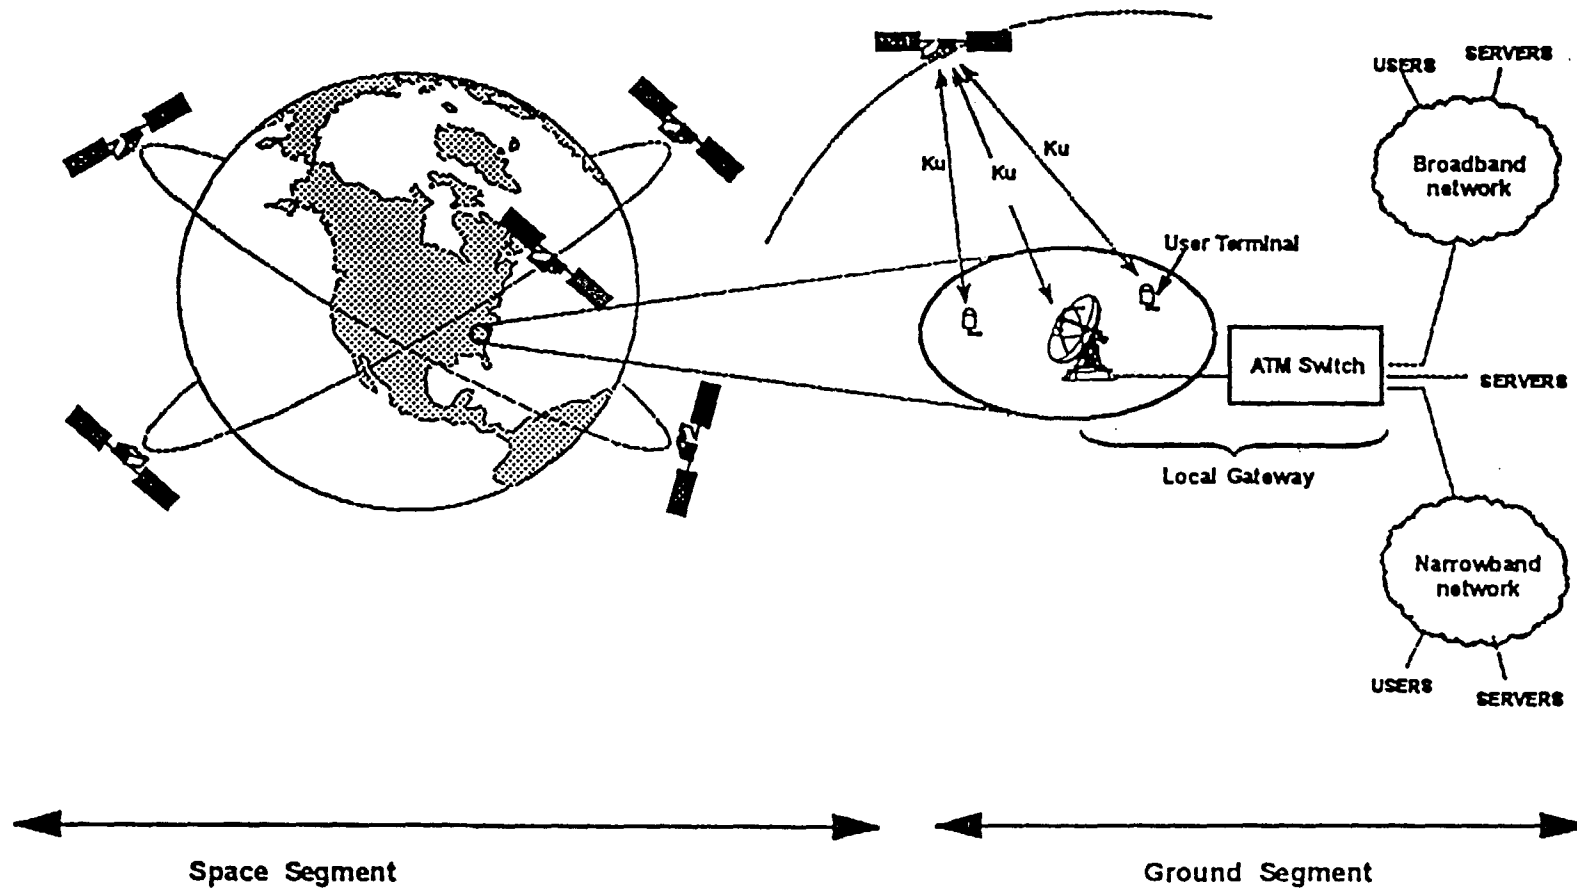 USERS
SERVERS
Broadband
network
Ku
Ku
Ku
User Terminal
ATM Switch
SERVERS
Local Gateway
Narrowband
network
USERS
SERVERS
Space Segment
Ground Segment